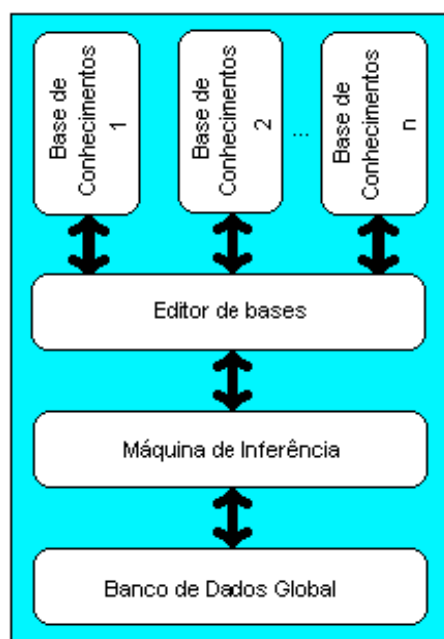 Base de
Conhecimentos
1
Base de
Conhecimentos
2
...
Base de
Conhecimentos
n
Editor de bases
Máquina de Inferência
Banco de Dados Global